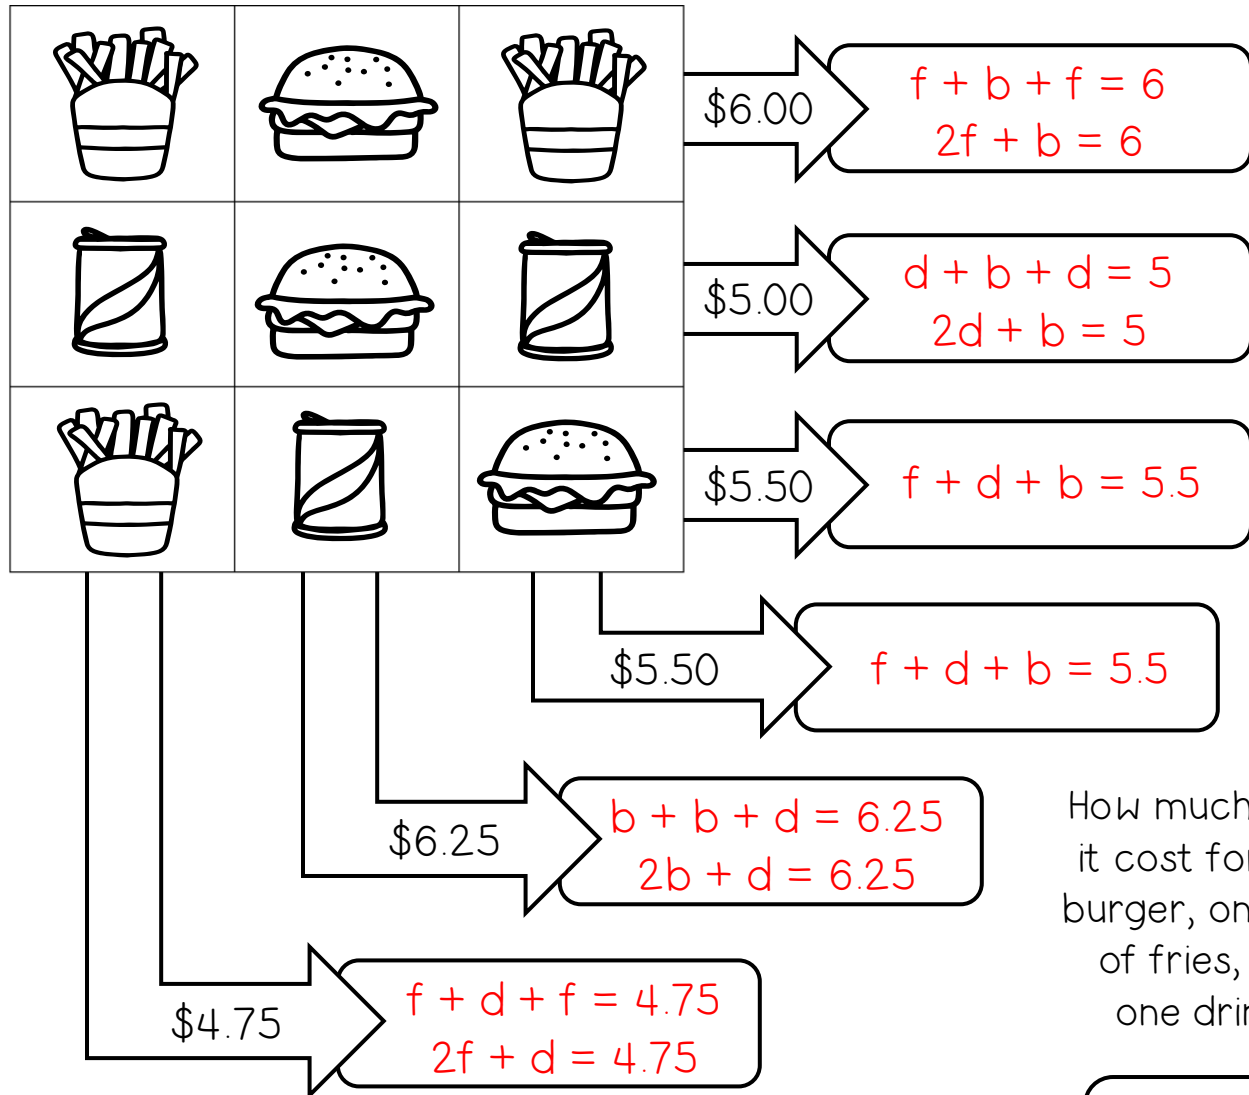 $6.00
f + b + f = 6
2f + b = 6
$5.00
d + b + d = 5
2d + b = 5
$5.50
f + d + b = 5.5
$5.50
f + d + b = 5.5
$6.25
b + b + d = 6.25
2b + d = 6.25
How much
it cost for
burger, on
of fries,
one drin
$4.75
f + d + f = 4.75
2f + d = 4.75